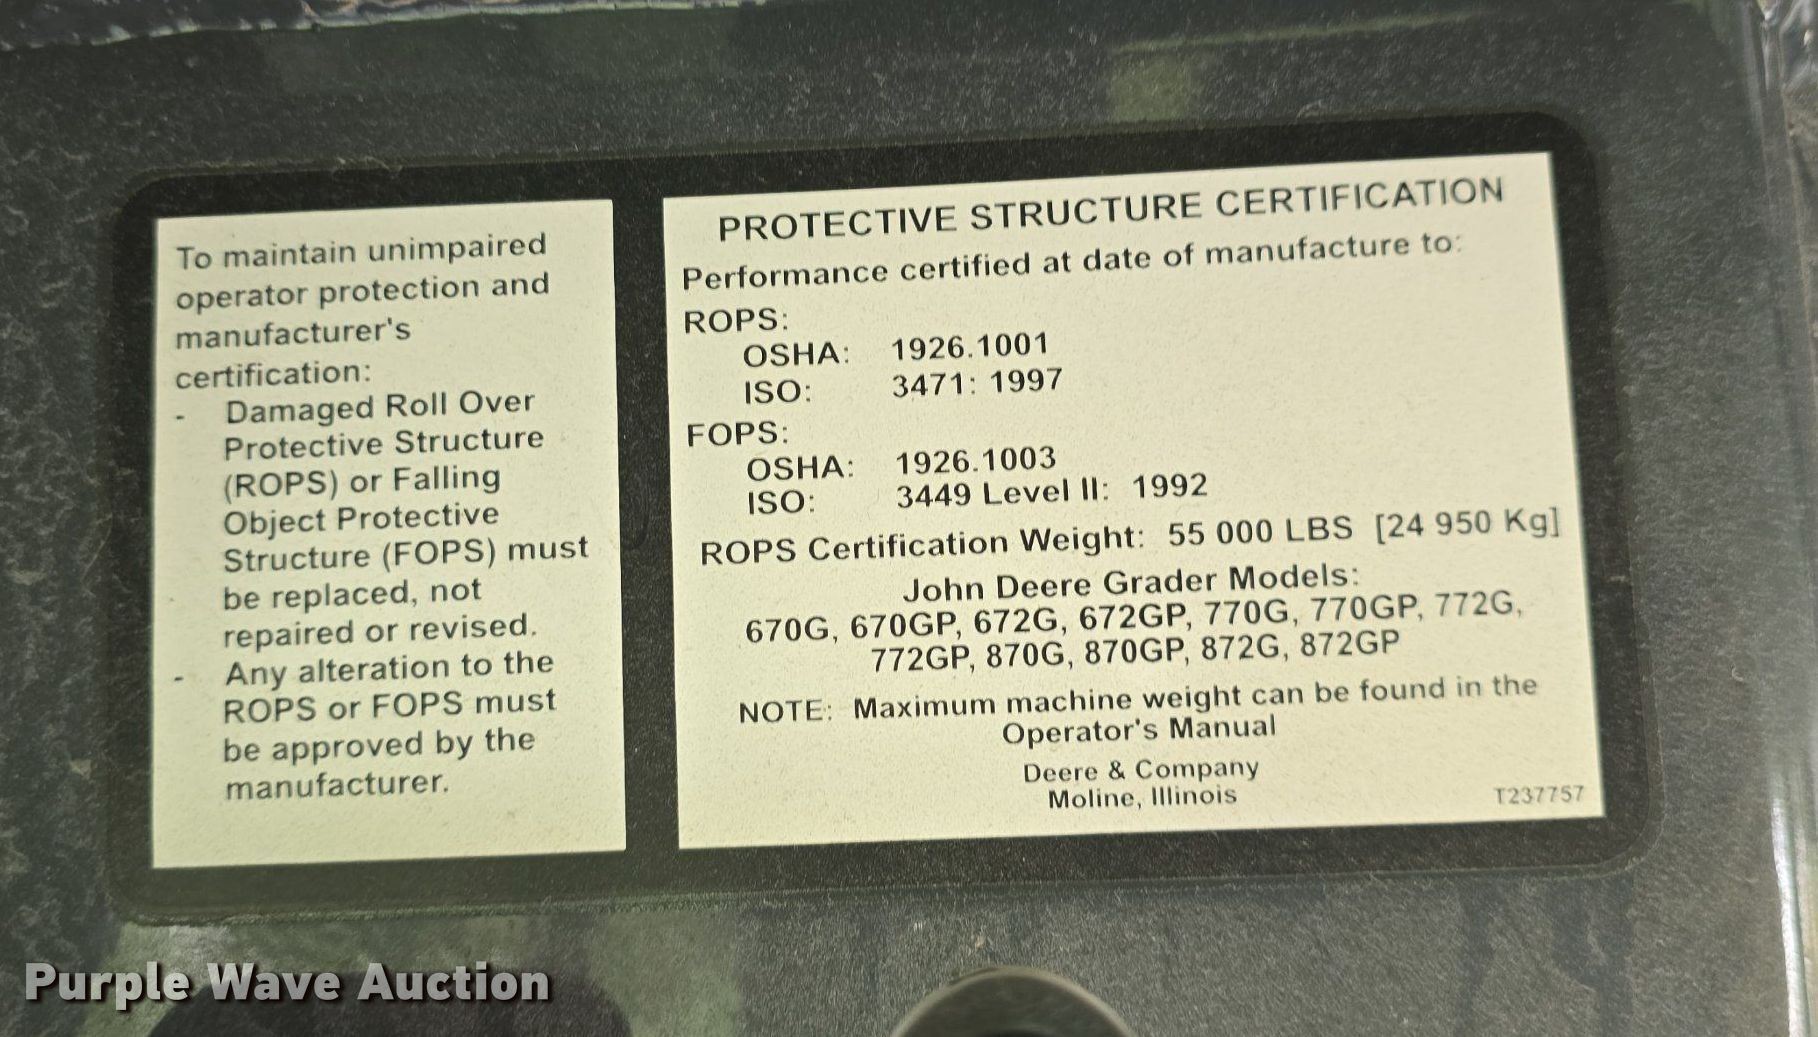 To maintain unimpaired
operator protection and
manufacturer's
certification:
- Damaged Roll Over
Protective Structure
(ROPS) or Falling
Object Protective
Structure (FOPS) must
be replaced, not
repaired or revised.
- Any alteration to the
ROPS or FOPS must
be approved by the
manufacturer.
PROTECTIVE STRUCTURE CERTIFICATION
Performance certified at date of manufacture to:
ROPS:
OSHA: 1926.1001
ISO: 3471: 1997
FOPS:
OSHA: 1926.1003
ISO: 3449 Level II: 1992
ROPS Certification Weight: 55 000 LBS [24 950 Kg]
John Deere Grader Models:
670G, 670GP, 672G, 672GP, 770G, 770GP, 772G,
772GP, 870G, 870GP, 872G, 872GP
NOTE: Maximum machine weight can be found in the
Operator's Manual
Deere & Company
Moline, Illinois
T237757
Purple Wave Auction